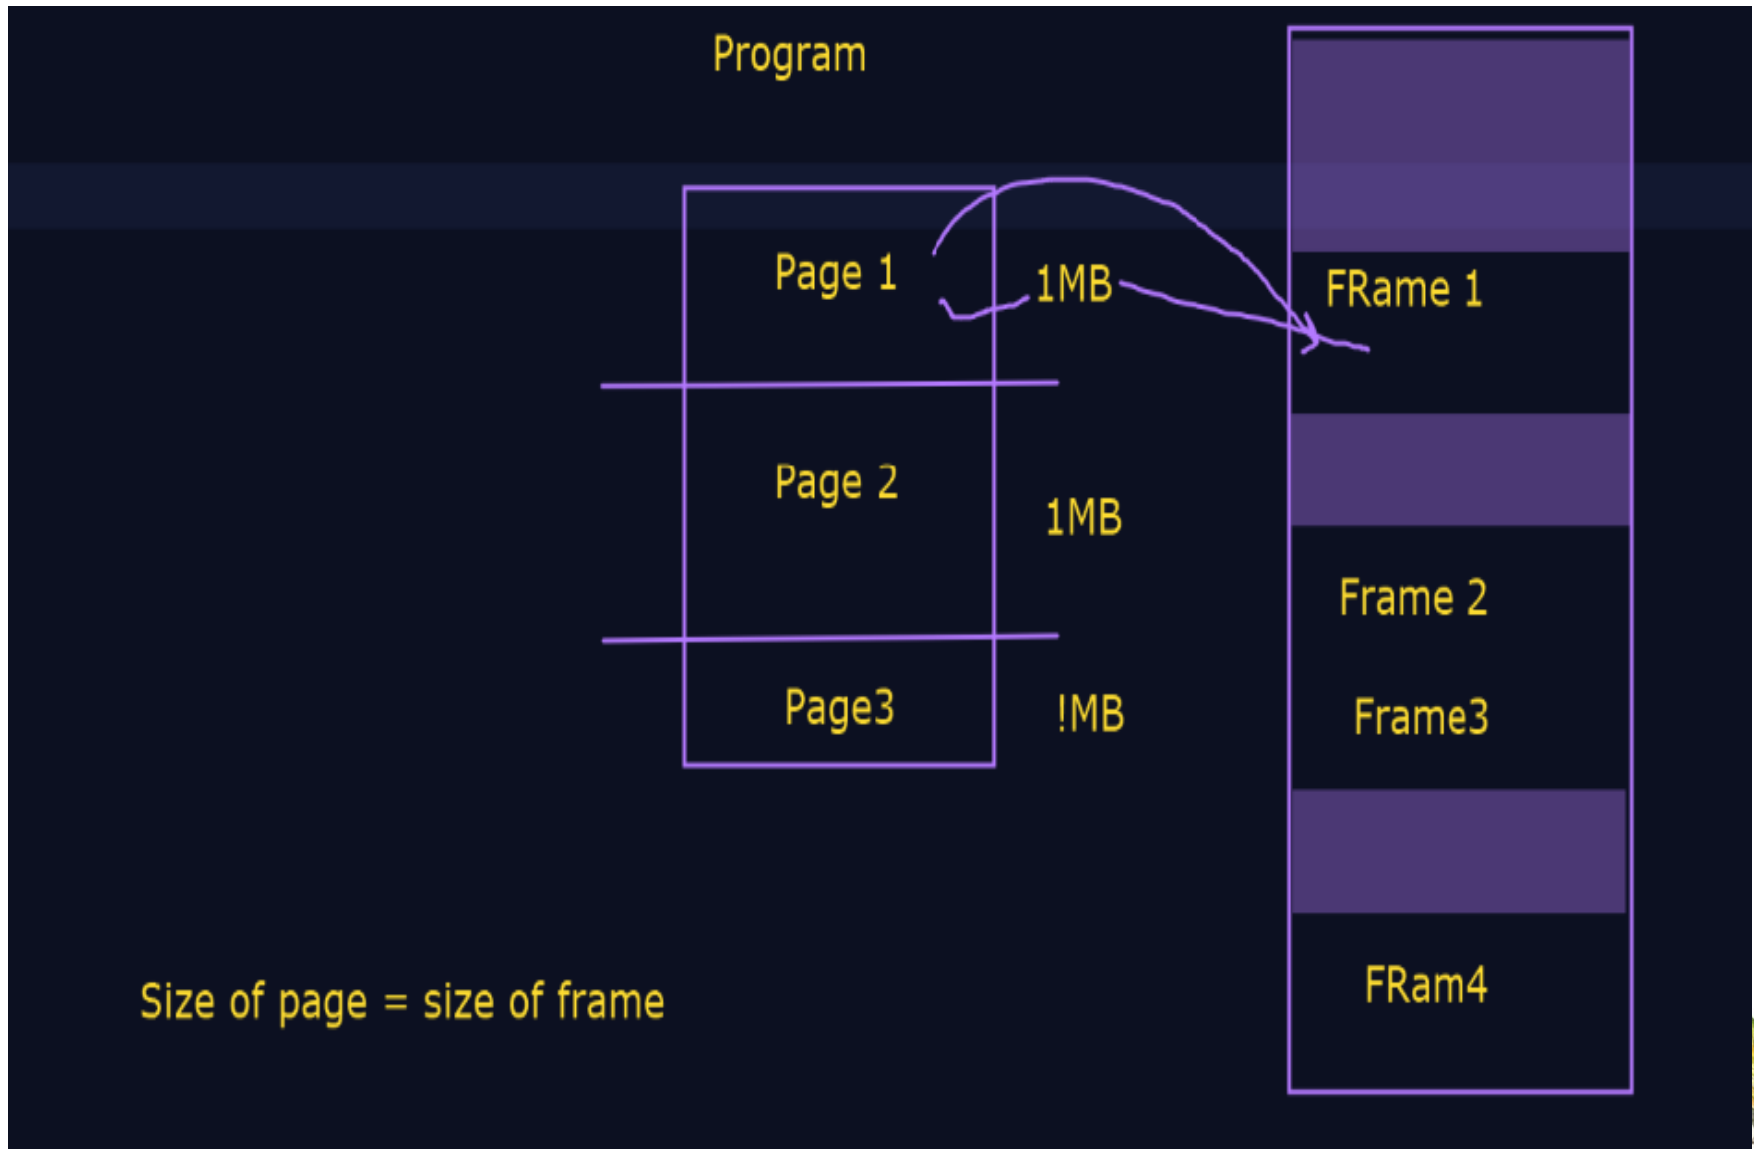 Program
Page 1
1MB
FRame 1
Page 2
1MB
Frame 2
Page3
!MB
Frame3
FRam4
Size of page = size of frame